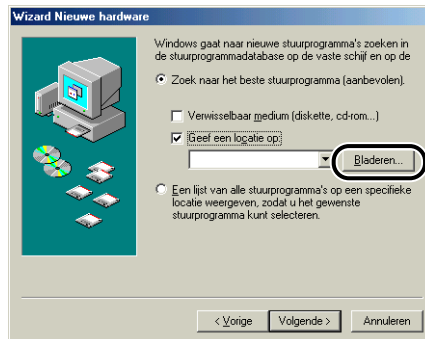 Wizard Nieuwe hardware
Windows gaat naar nieuwe stuurprogramma's zoeken in
de stuurprogrammadatabase op de vaste schijf en op de
Zoek naar het beste stuurprogramma (aanbevolen).
Verwisselbaar medium (diskette, cd-rom...)
Geef een locatie op:
Bladeren...
Een lijst van alle stuurprogramma's op een specifieke
locatie weergeven, zodat u het gewenste
stuurprogramma kunt selecteren.
< Vorige Volgende > Annuleren